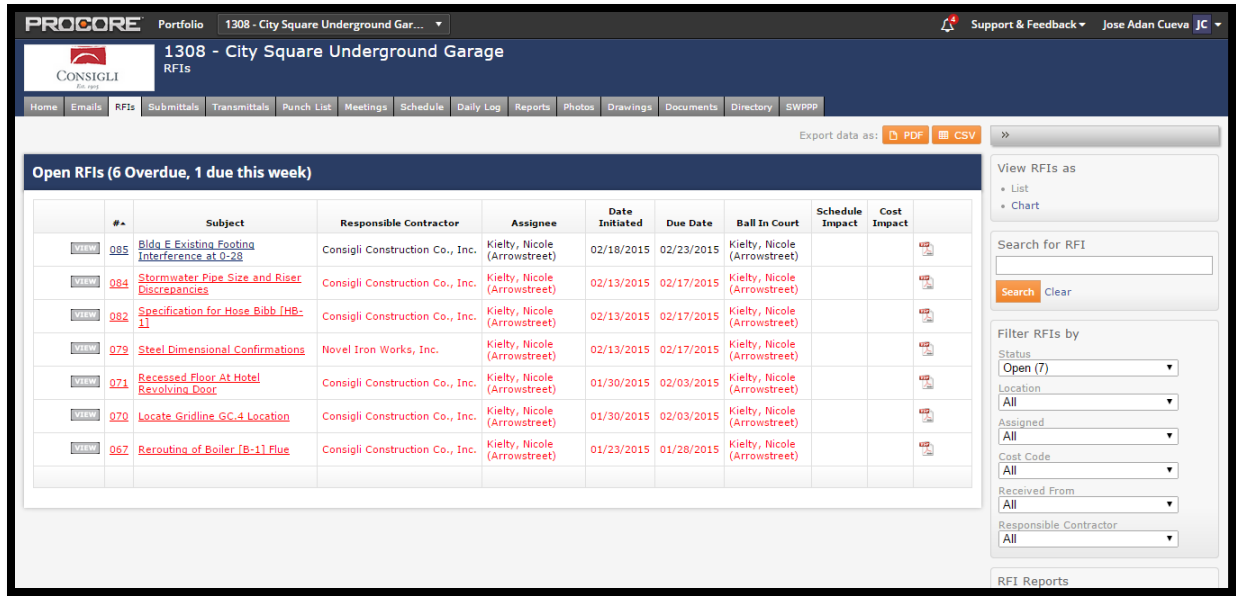 PROCORE Portfolio 1308 - City Square Underground Gar... ▼ 4 Support & Feedback ▾ Jose Adan Cueva JC ▾
CONSIGLI
Est. 1905
1308 - City Square Underground Garage
RFIs
Home Emails RFIs Submittals Transmittals Punch List Meetings Schedule Daily Log Reports Photos Drawings Documents Directory SWPPP
Export data as: PDF CSV
Open RFIs (6 Overdue, 1 due this week)
# Subject Responsible Contractor Assignee Date Initiated Due Date Ball In Court Schedule Impact Cost Impact
VIEW 085 Bldg E Existing Footing Consigli Construction Co., Inc. Kielty, Nicole 02/18/2015 02/23/2015 Kielty, Nicole
Interference at 0-28 (Arrowstreet) (Arrowstreet)
VIEW 084 Stormwater Pipe Size and Riser Consigli Construction Co., Inc. Kielty, Nicole 02/13/2015 02/17/2015 Kielty, Nicole
Discrepancies (Arrowstreet) (Arrowstreet)
VIEW 082 Specification for Hose Bibb [HB- Consigli Construction Co., Inc. Kielty, Nicole 02/13/2015 02/17/2015 Kielty, Nicole
1] (Arrowstreet) (Arrowstreet)
VIEW 079 Steel Dimensional Confirmations Novel Iron Works, Inc. Kielty, Nicole 02/13/2015 02/17/2015 Kielty, Nicole
(Arrowstreet) (Arrowstreet)
VIEW 071 Recessed Floor At Hotel Consigli Construction Co., Inc. Kielty, Nicole 01/30/2015 02/03/2015 Kielty, Nicole
Revolving Door (Arrowstreet) (Arrowstreet)
VIEW 070 Locate Gridline GC.4 Location Consigli Construction Co., Inc. Kielty, Nicole 01/30/2015 02/03/2015 Kielty, Nicole
(Arrowstreet) (Arrowstreet)
VIEW 067 Rerouting of Boiler [B-1] Flue Consigli Construction Co., Inc. Kielty, Nicole 01/23/2015 01/28/2015 Kielty, Nicole
(Arrowstreet) (Arrowstreet)
»
View RFIs as
List
Chart
Search for RFI
Search Clear
Filter RFIs by
Status
Open (7)
Location
All
Assigned
All
Cost Code
All
Received From
All
Responsible Contractor
All
RFI Reports